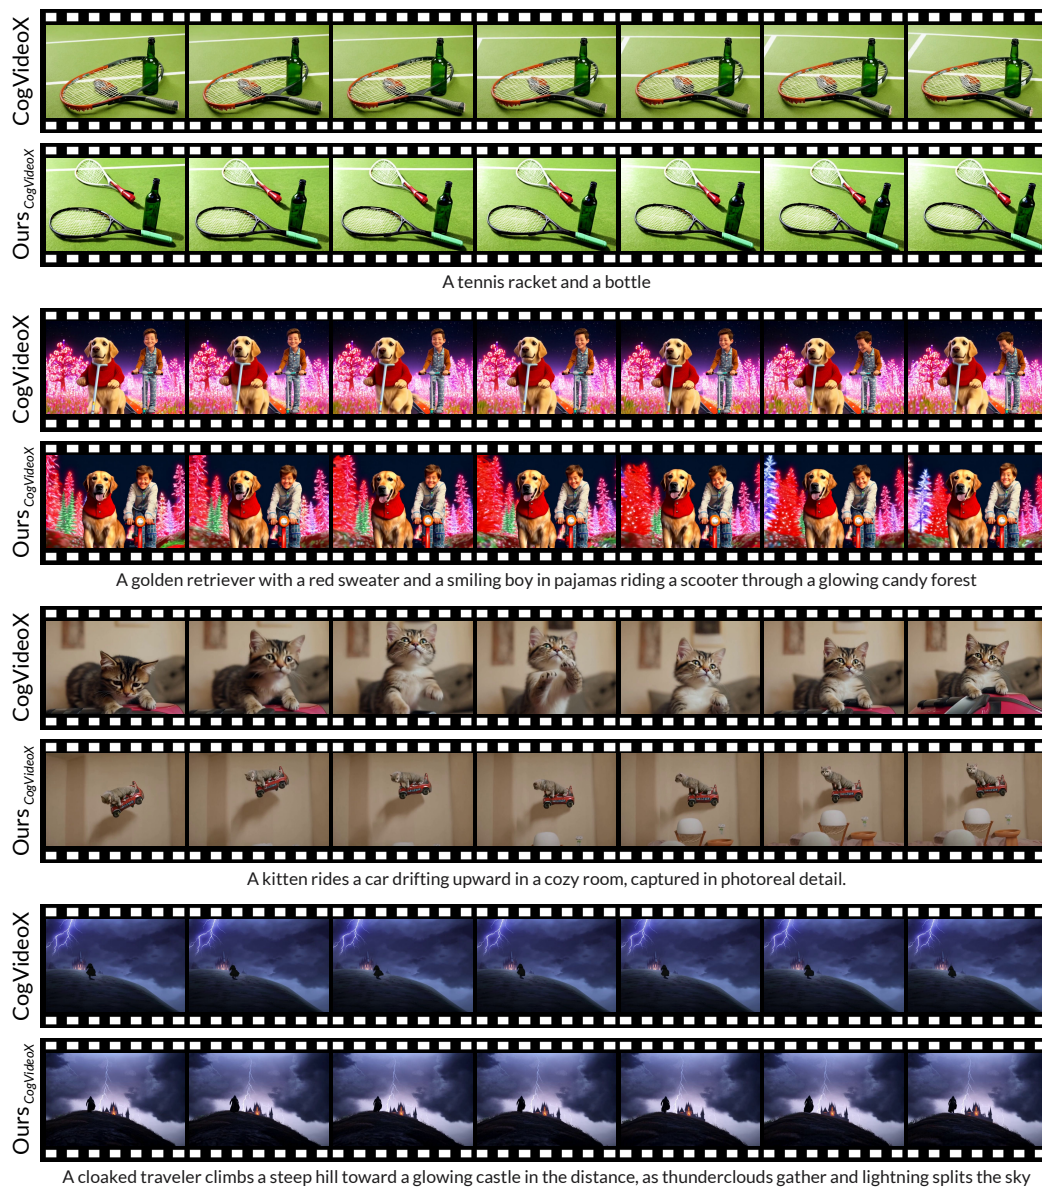 CogVideoX
Ours CogVideoX
A tennis racket and a bottle
CogVideoX
Ours CogVideoX
A golden retriever with a red sweater and a smiling boy in pajamas riding a scooter through a glowing candy forest
CogVideoX
Ours CogVideoX
A kitten rides a car drifting upward in a cozy room, captured in photoreal detail.
CogVideoX
Ours CogVideoX
A cloaked traveler climbs a steep hill toward a glowing castle in the distance, as thunderclouds gather and lightning splits the sky